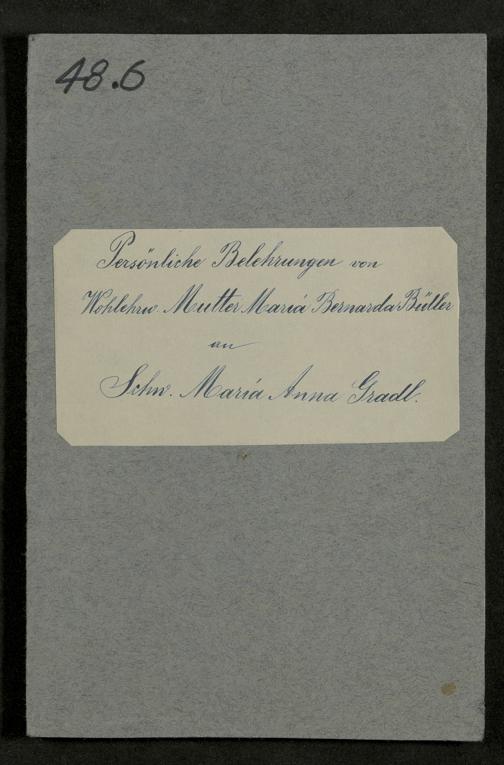 48.6
Persönliche Belehrungen von
Wohlehrw. Mutter Maria Bernarda Bütler
an
Schw. Maria Anna Gradl.